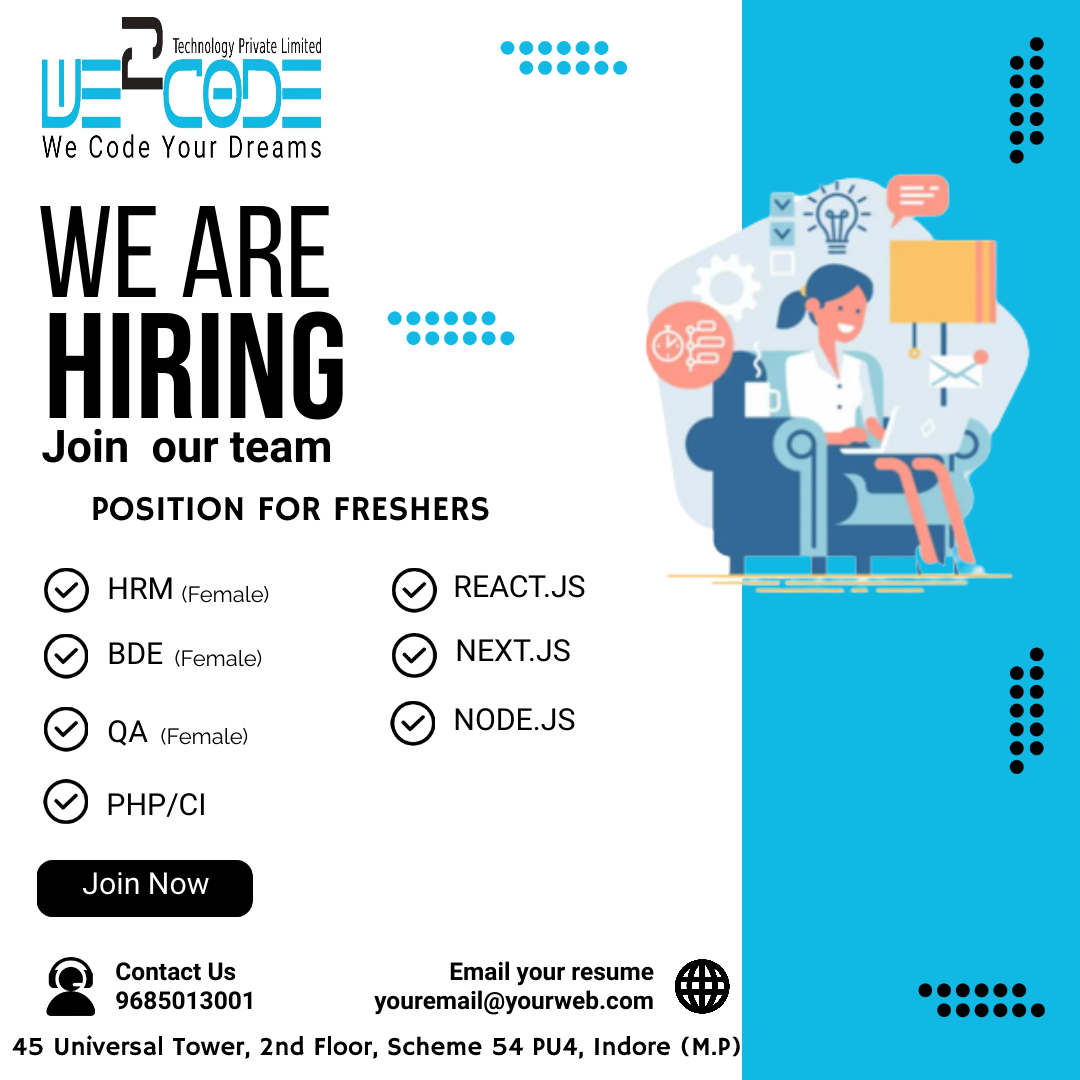 Technology Private Limited
WE2CODE
We Code Your Dreams
WE ARE
HIRING
Join our team
POSITION FOR FRESHERS
HRM (Female)
BDE (Female)
QA (Female)
PHP/CI
REACT.JS
NEXT.JS
NODE.JS
Join Now
Contact Us
9685013001
Email your resume
youremail@yourweb.com
45 Universal Tower, 2nd Floor, Scheme 54 PU4, Indore (M.P)